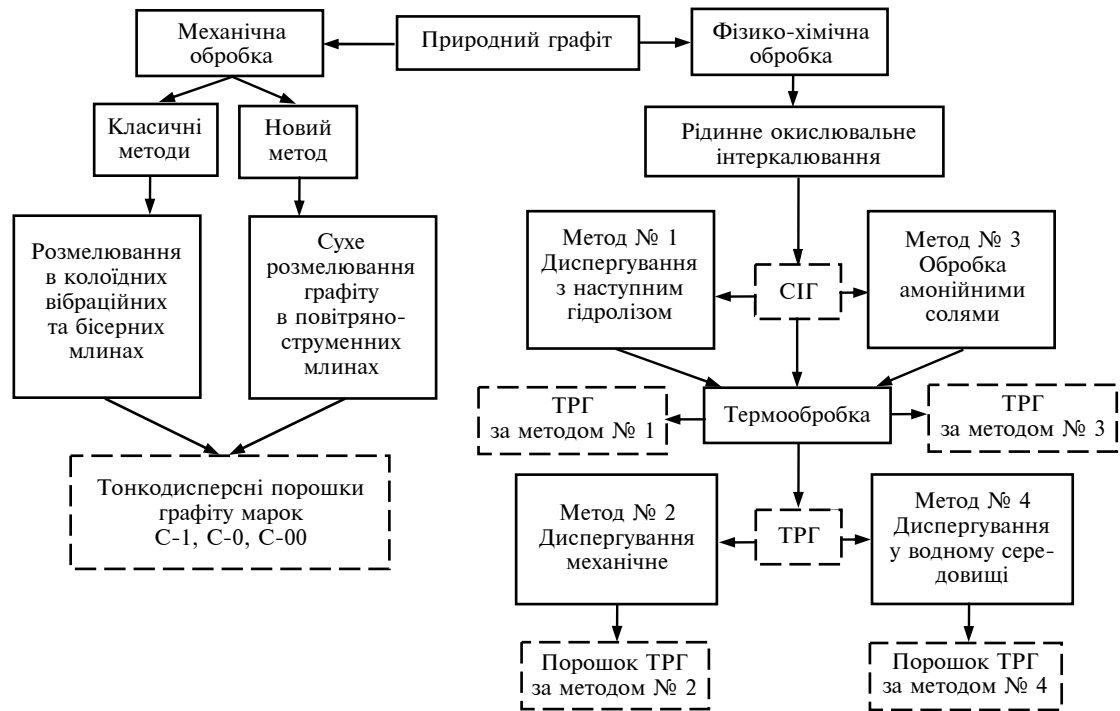 Механічна
обробка
Природний графіт
Фізико-хімічна
обробка
Класичні
методи
Новий
метод
Рідинне окислювальне
інтеркалювання
Розмелювання
в колоїдних
вібраційних
та бісерних
млинах
Сухе
розмелювання
графіту
в повітряно-
струменних
млинах
Метод № 1
Диспергування
з наступним
гідролізом
СІГ
Метод № 3
Обробка
амонійними
солями
ТРГ
за методом № 1
Термообробка
ТРГ
за методом № 3
Тонкодисперсні порошки
графіту марок
С-1, С-0, С-00
Метод № 2
Диспергування
механічне
ТРГ
Метод № 4
Диспергування
у водному сере-
довищі
Порошок ТРГ
за методом № 2
Порошок ТРГ
за методом № 4